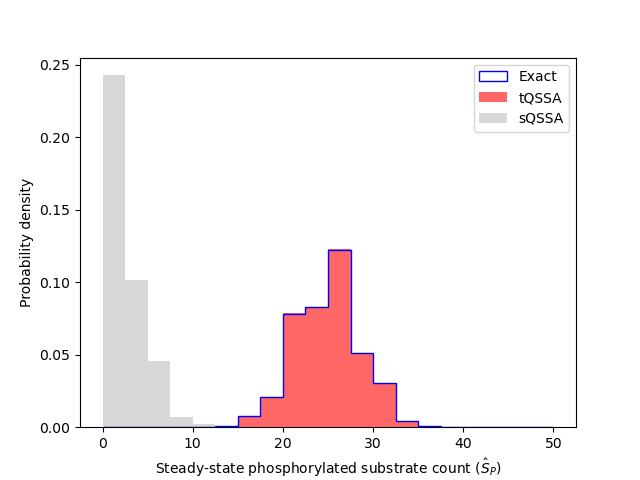 0.25
0.20
0.15
0.10
0.05
0.00
Probability density
0
10
20
30
40
50
Steady-state phosphorylated substrate count ($\hat{S}_P$)
Exact
tQSSA
sQSSA